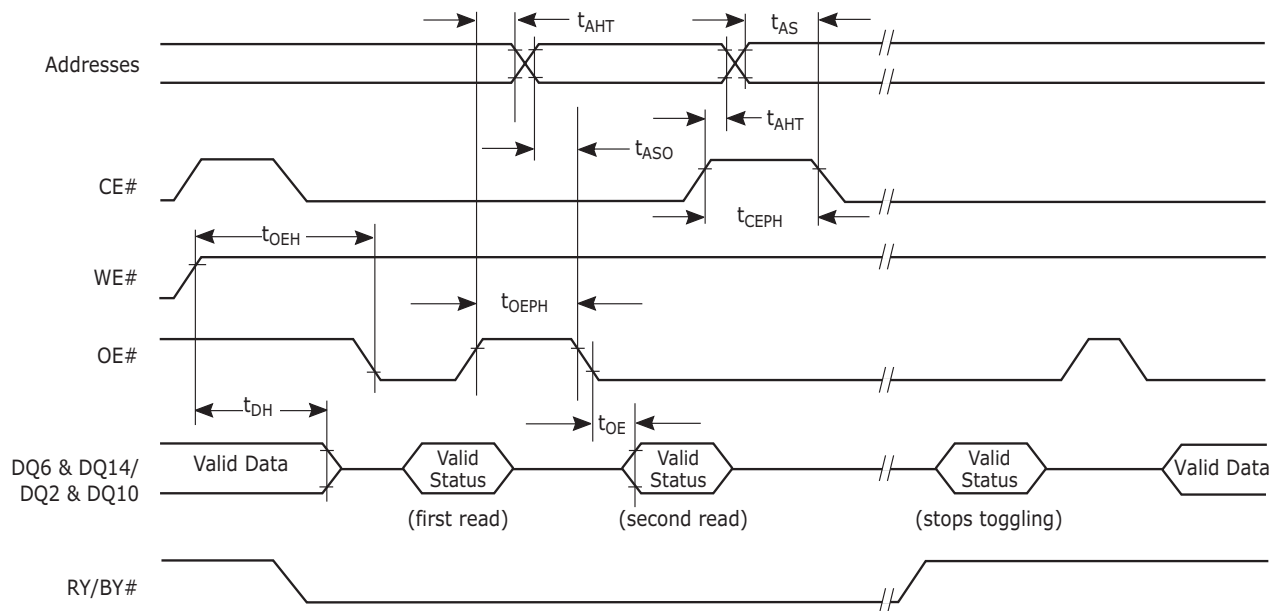 tAHT
tAS
Addresses
tAHT
tASO
CE#
tCEPH
tOEH
WE#
tOEPH
OE#
tDH
tOE
DQ6 & DQ14/
DQ2 & DQ10
Valid Data
Valid
Status
Valid
Status
Valid
Status
Valid Data
(first read)
(second read)
(stops toggling)
RY/BY#